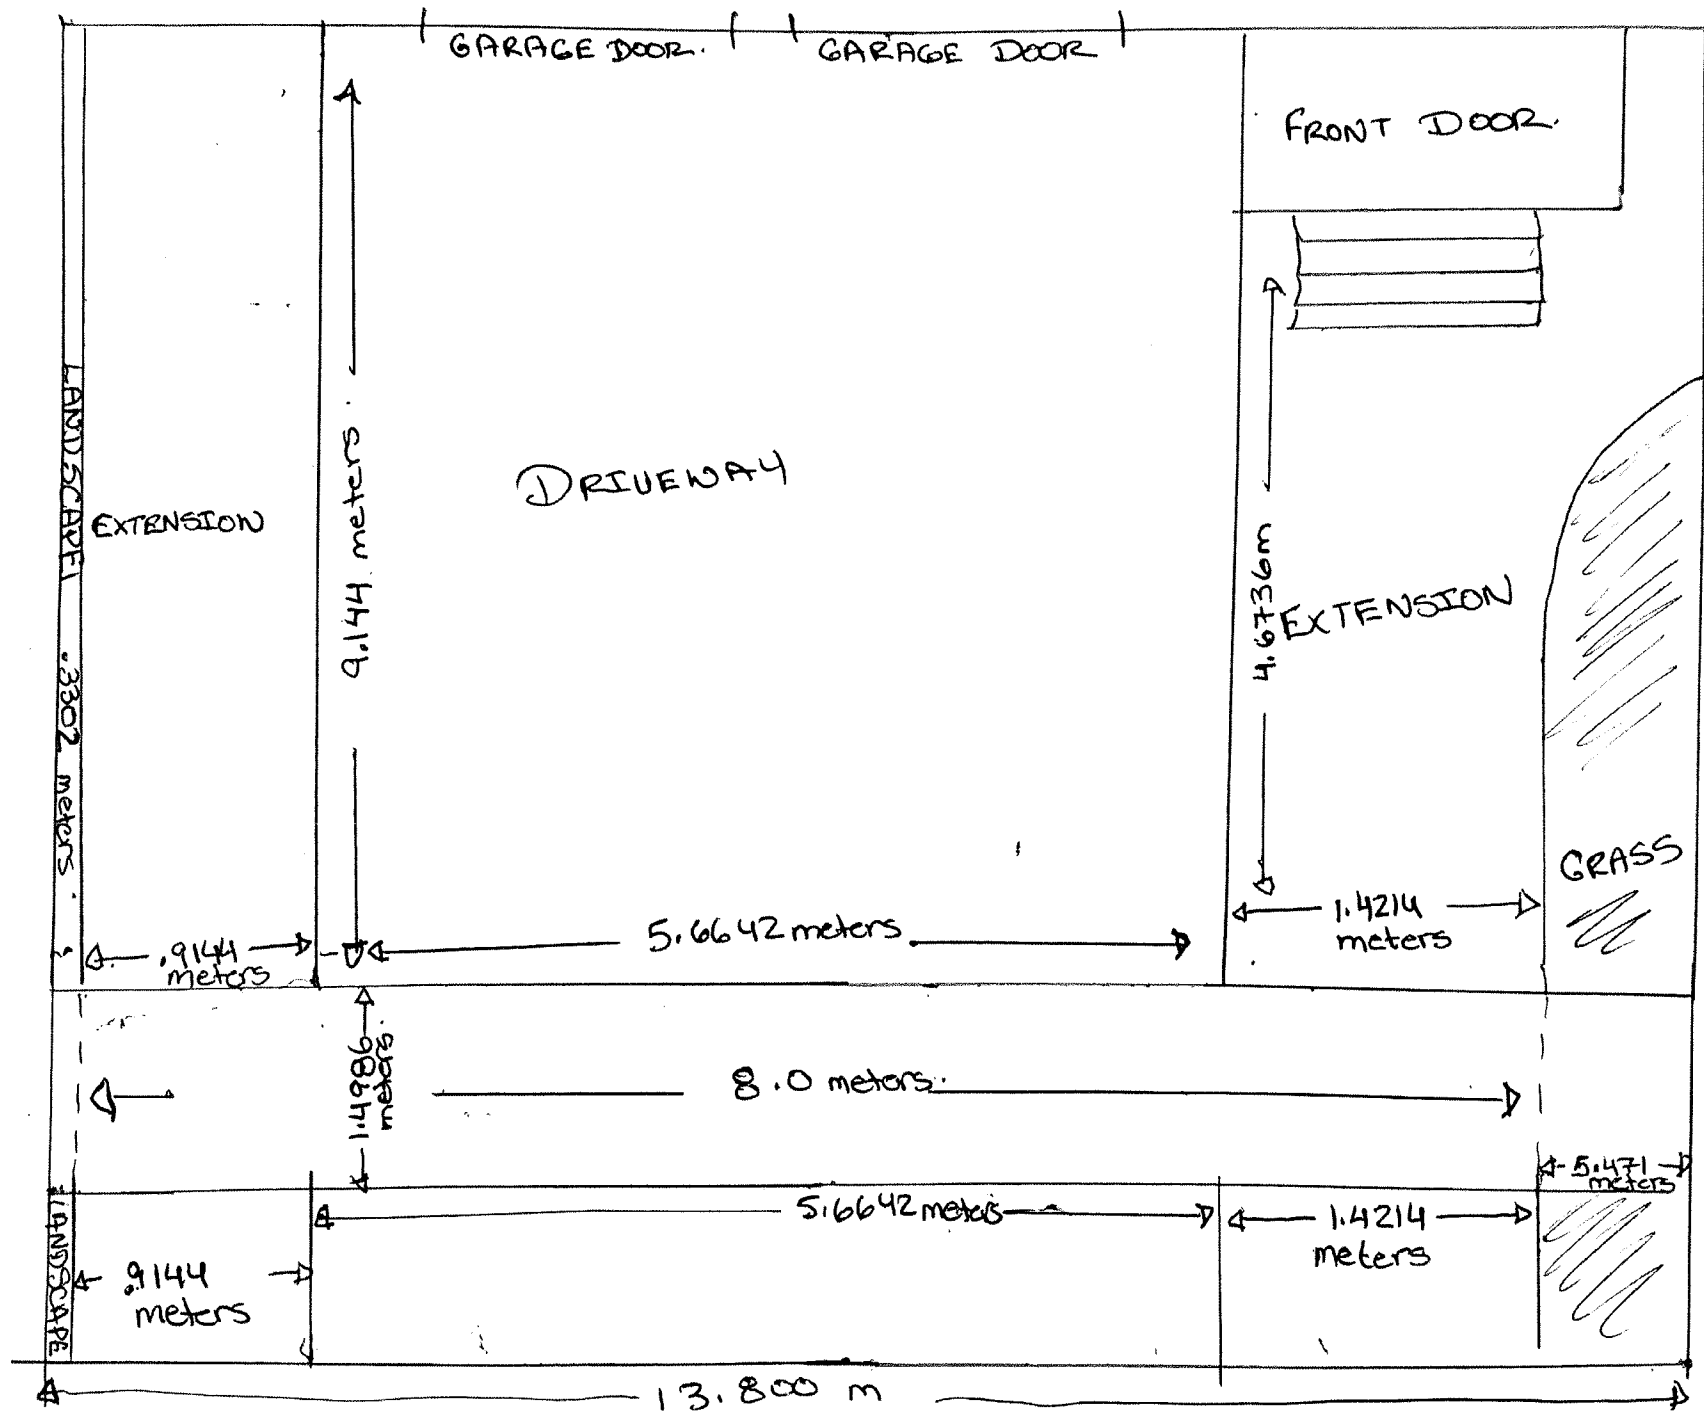 GARAGE DOOR.
GARAGE DOOR
FRONT DOOR.
LANDSCAPE .3302 meters.
EXTENSION
9.144 meters.
DRIVEWAY
4.6736m
EXTENSION
GRASS
.9144
meters
5.6642 meters
1.4214
meters
1.4986
meters.
8.0 meters.
5.471
meters
LANDSCAPE
.9144
meters
5.6642 meters
1.4214
meters
13.800 m